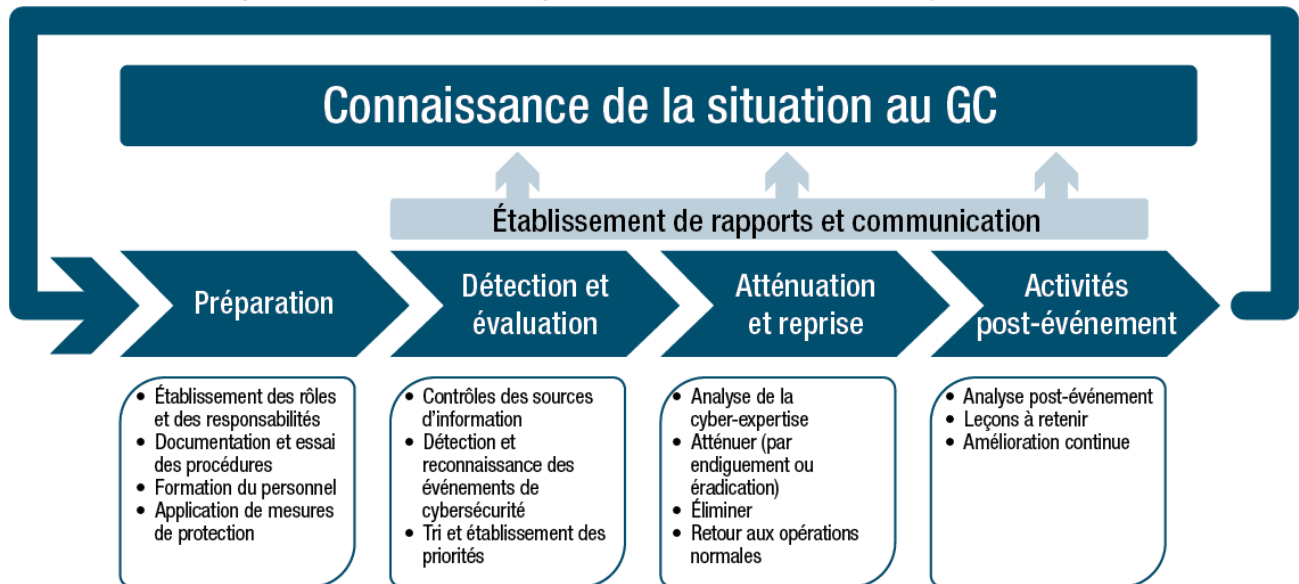 Connaissance de la situation au GC
Établissement de rapports et communication
Préparation
Détection et
évaluation
Atténuation
et reprise
Activités
post-événement
• Établissement des rôles
et des responsabilités
• Documentation et essai
des procédures
• Formation du personnel
• Application de mesures
de protection
• Contrôles des sources
d'information
• Détection et
reconnaissance des
événements de
cybersécurité
• Tri et établissement des
priorités
• Analyse de la
cyber-expertise
• Atténuer (par
endiguement ou
éradication)
• Éliminer
• Retour aux opérations
normales
• Analyse post-événement
• Leçons à retenir
• Amélioration continue